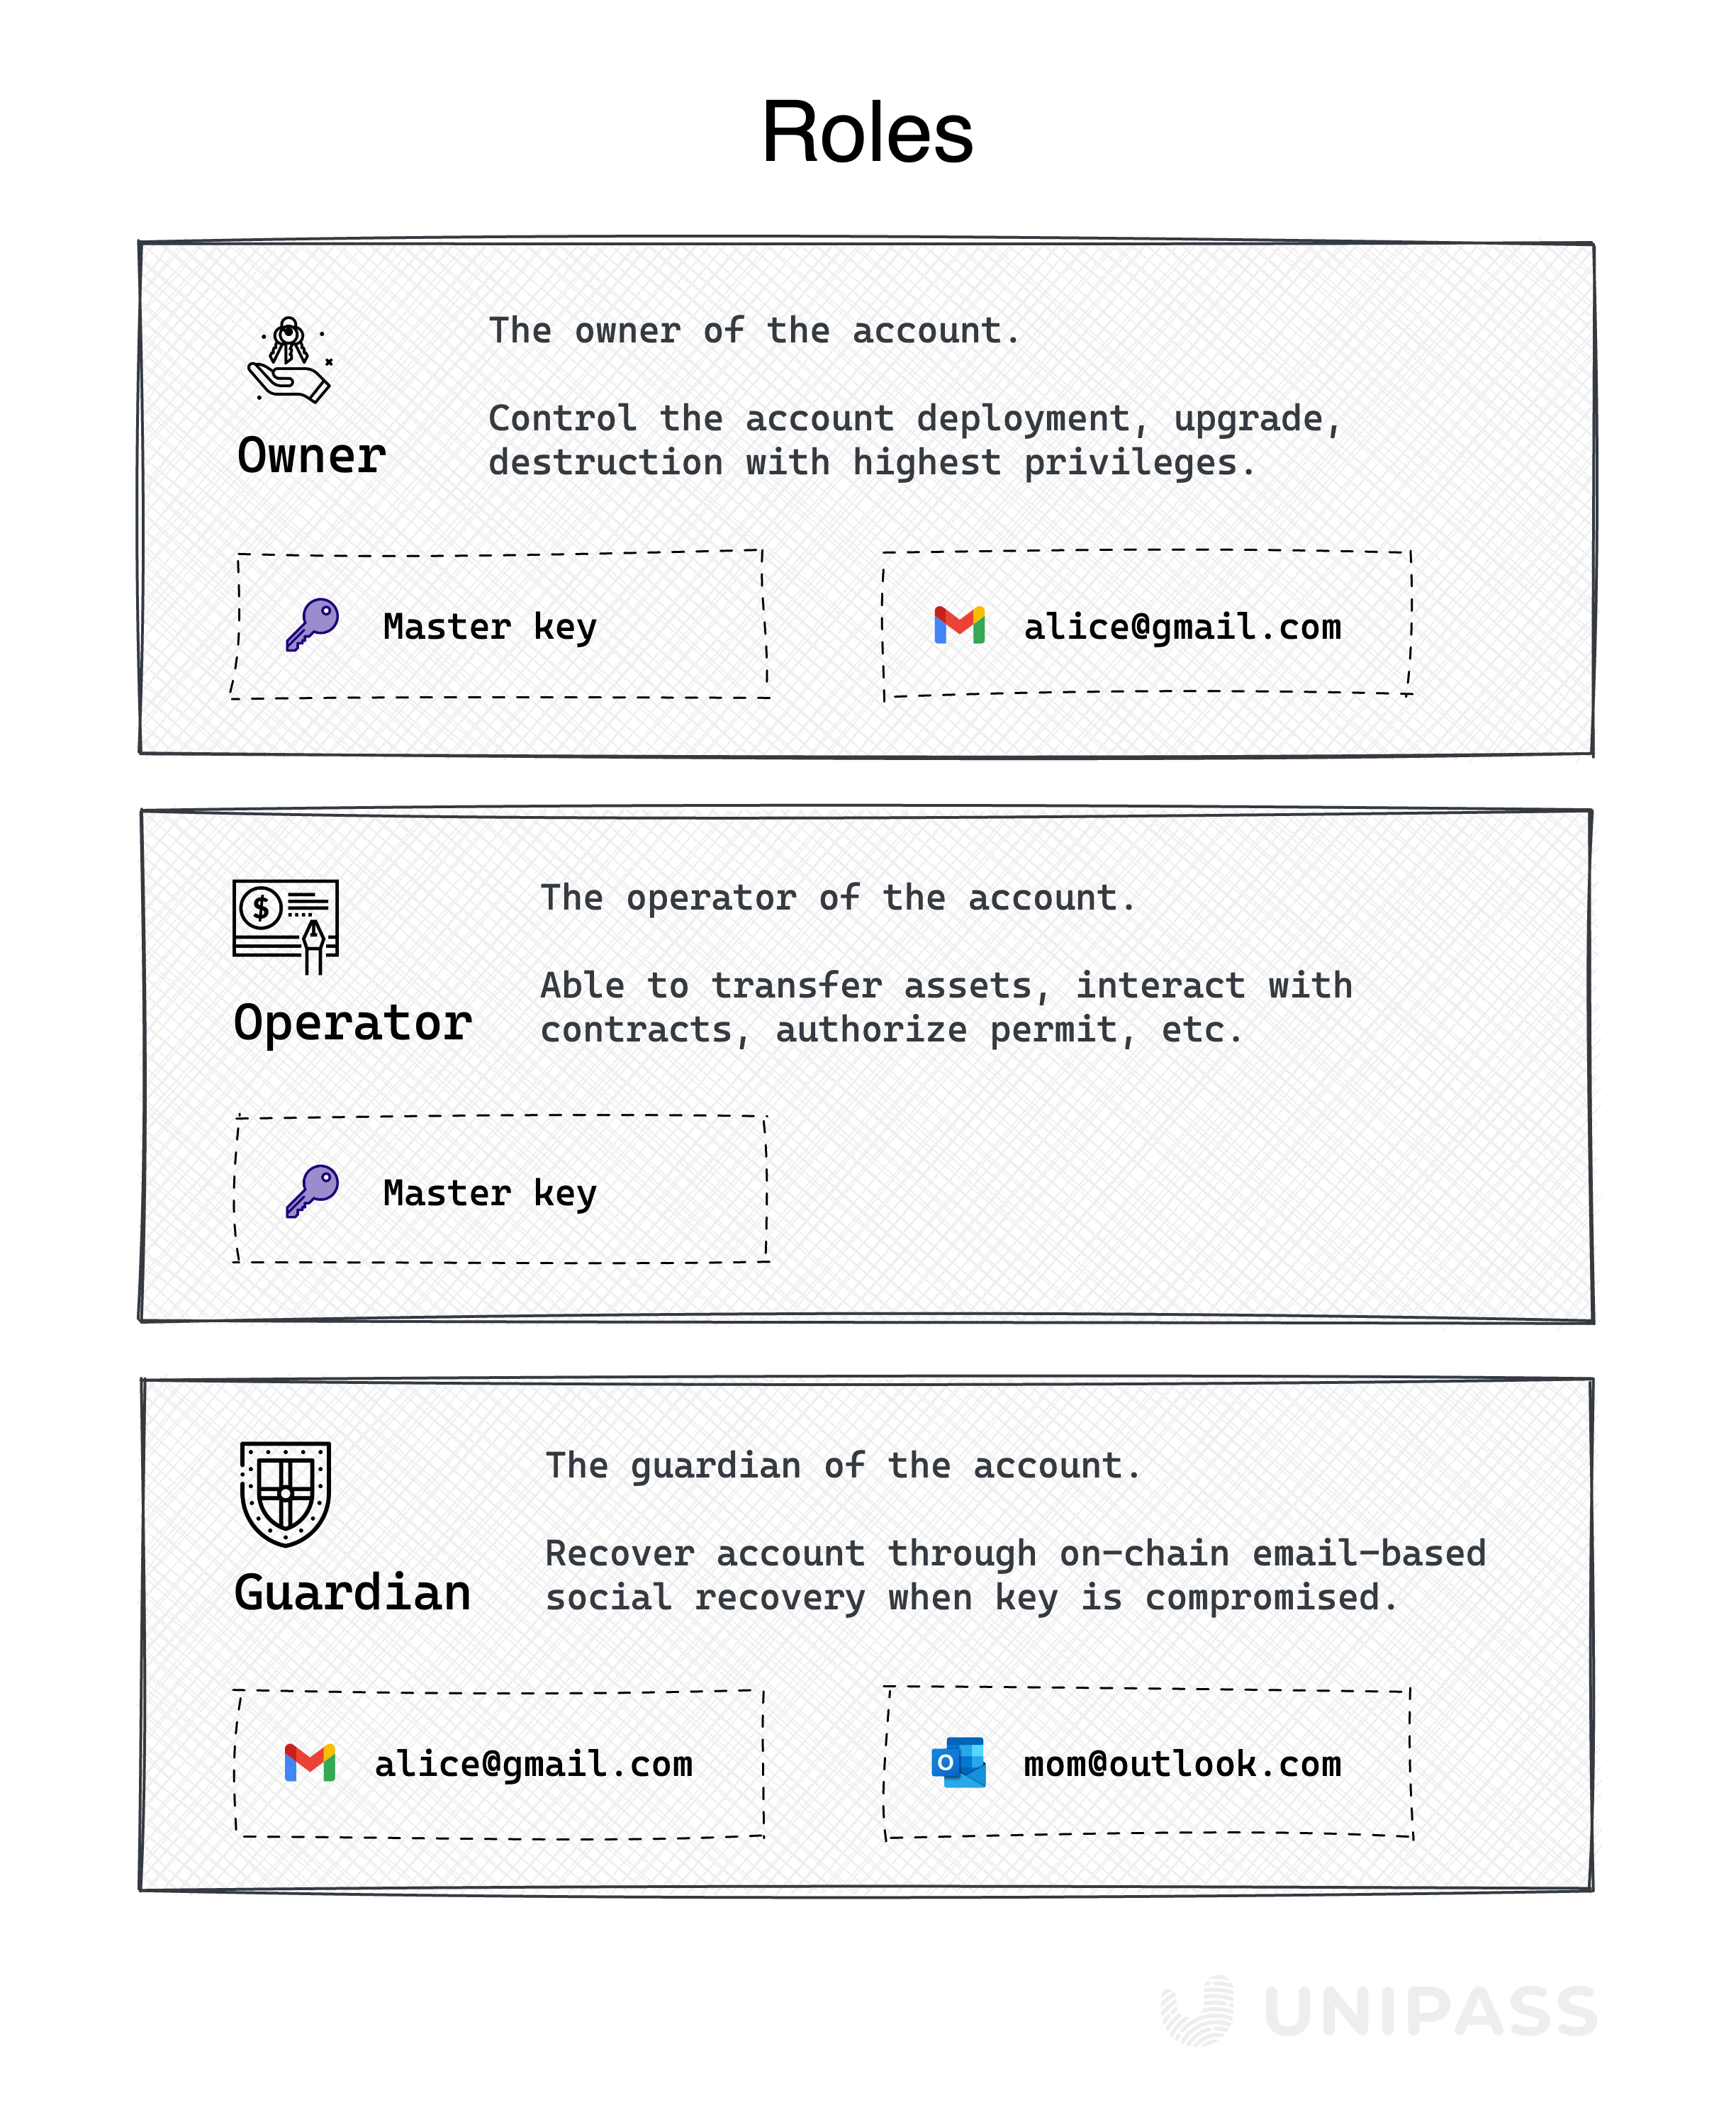 Roles
The owner of the account.
Control the account deployment, upgrade,
destruction with highest privileges.
Owner
Master key
alice@gmail.com
The operator of the account.
Able to transfer assets, interact with
contracts, authorize permit, etc.
Operator
Master key
The guardian of the account.
Recover account through on-chain email-based
social recovery when key is compromised.
Guardian
alice@gmail.com
mom@outlook.com
UNIPASS